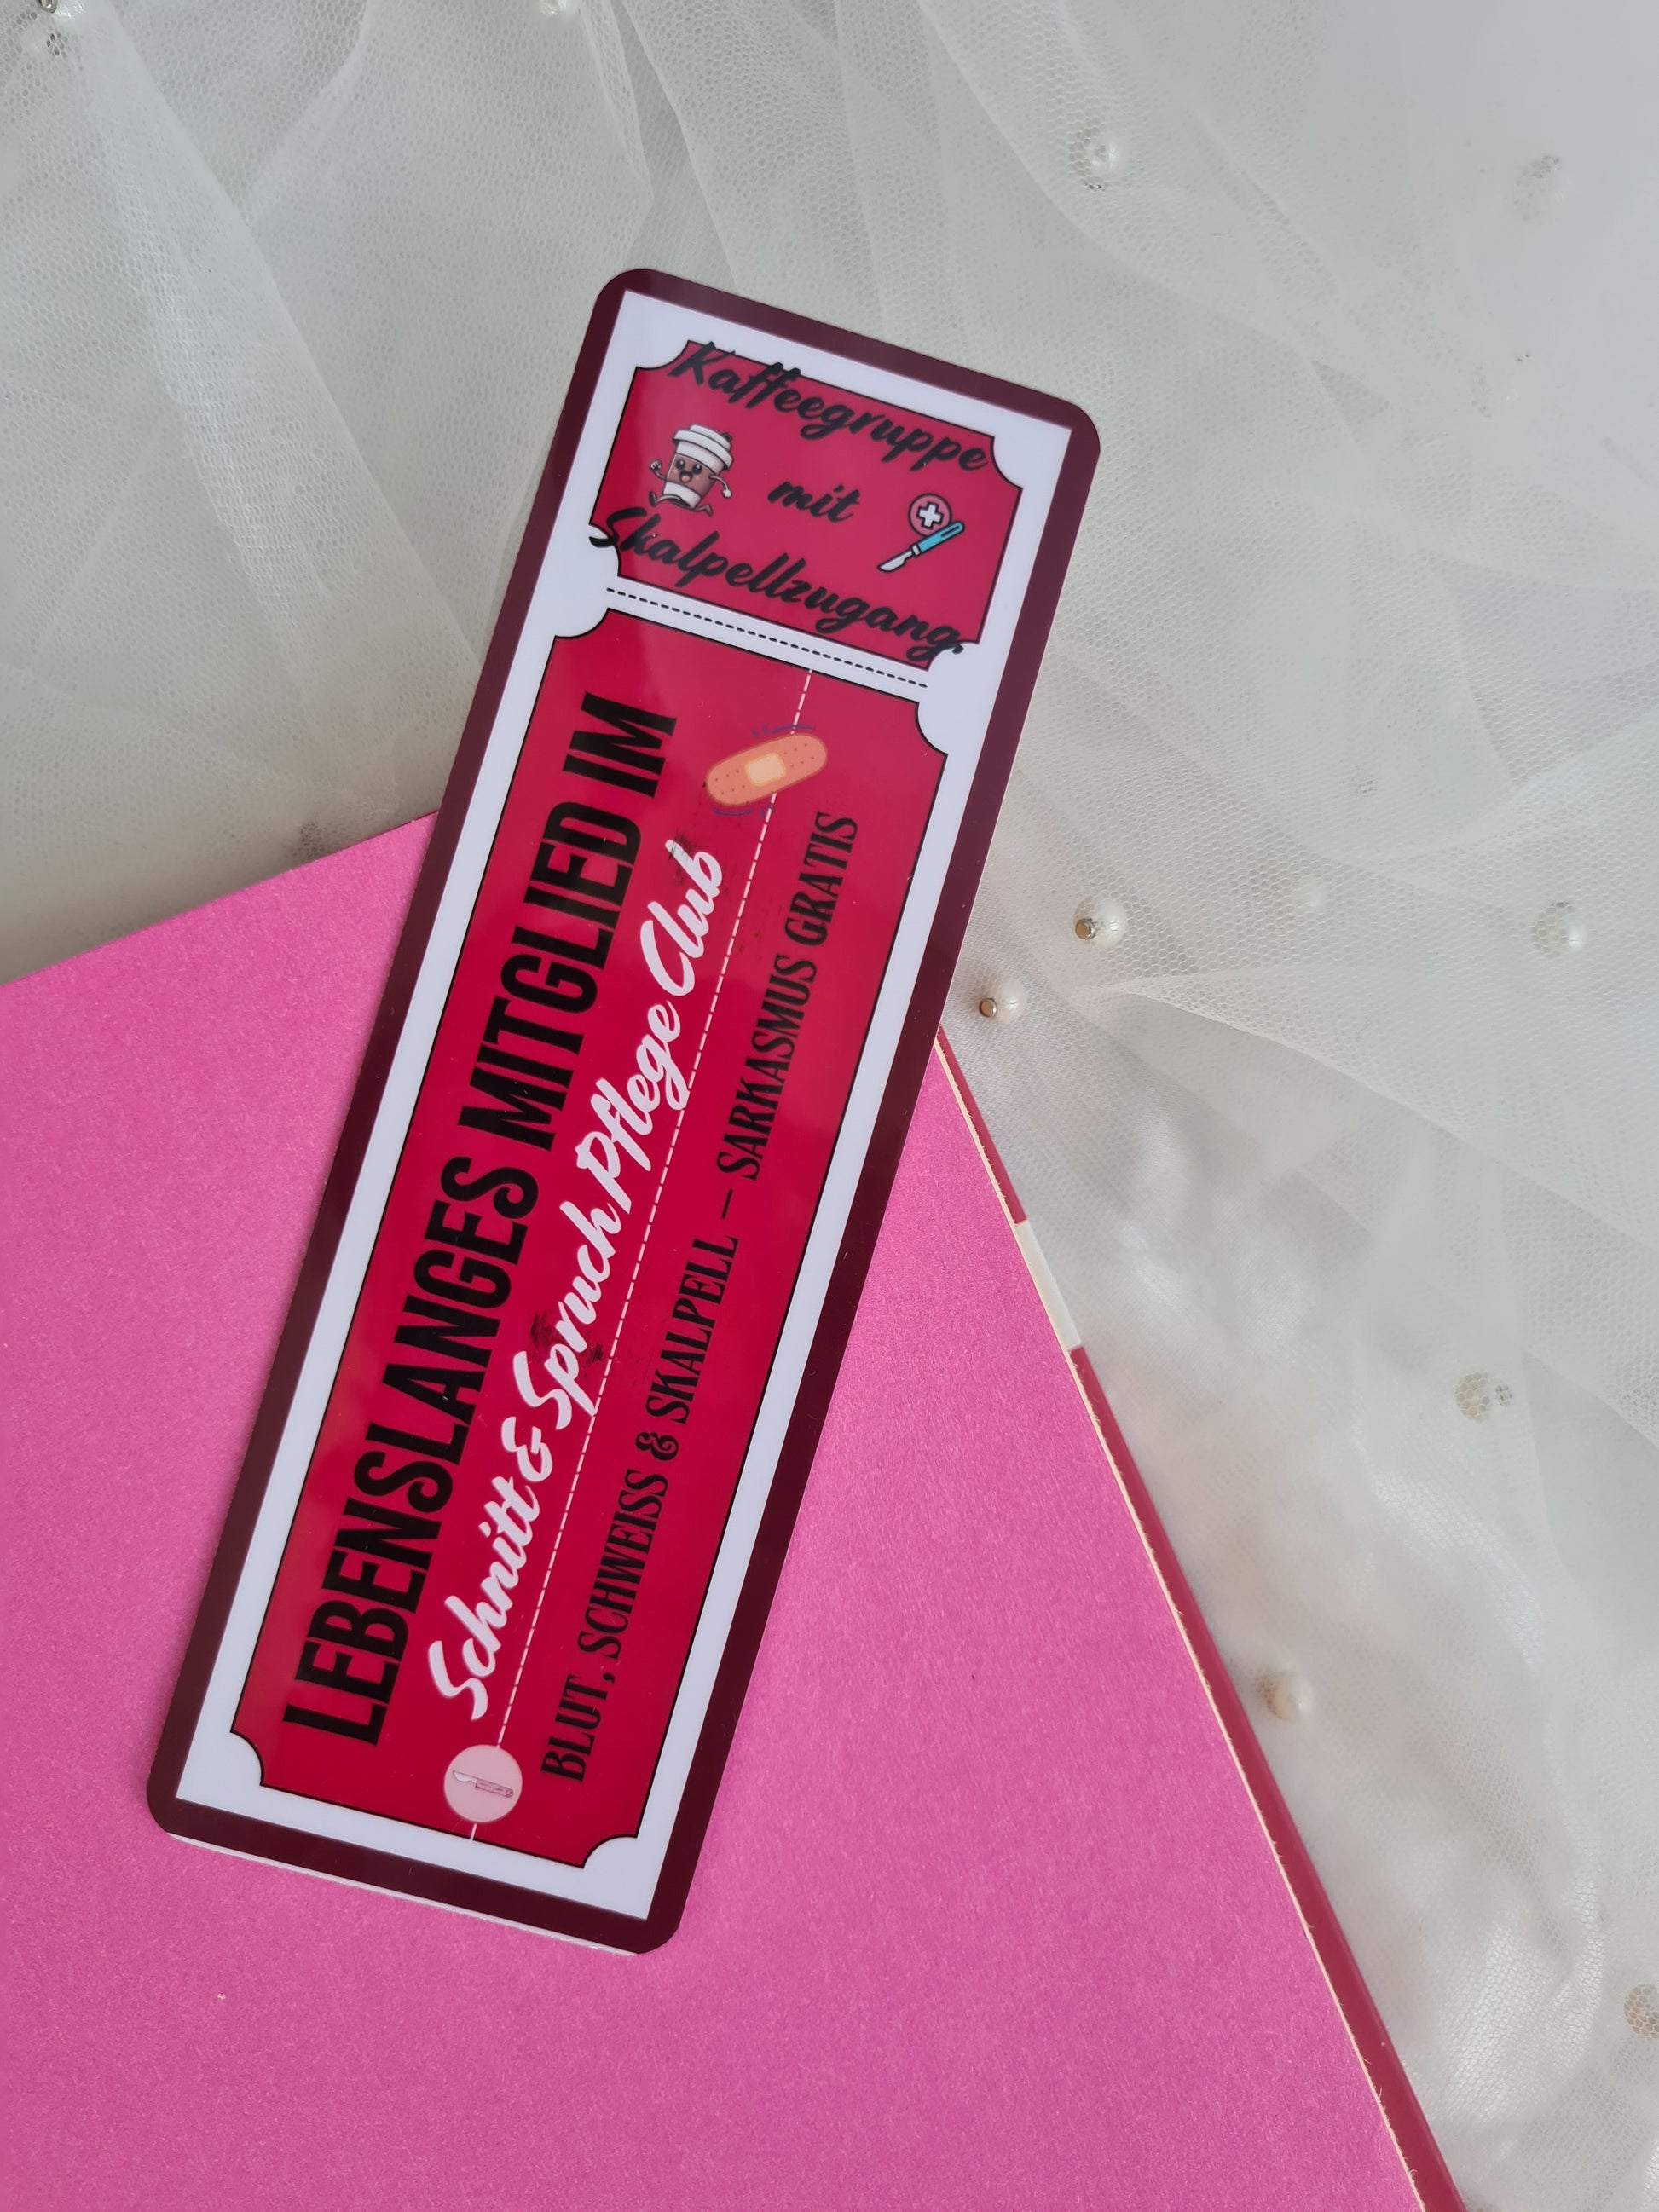 Kaffeegruppe
mit
Skalpellzugang.
LEBENSLANGES MITGLIED IM
Schnitt & Spruch Pflege Club
BLUT, SCHWEISS & SKALPELL – SARKASMUS GRATIS